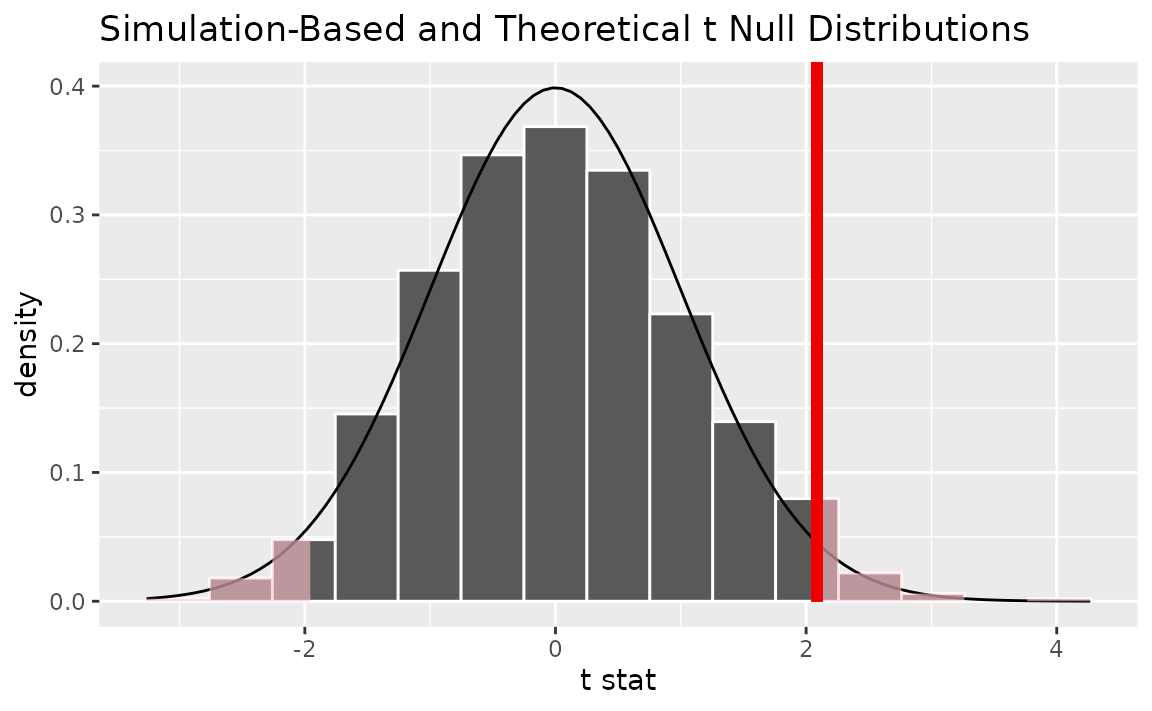 Simulation-Based and Theoretical t Null Distributions
0.4
0.3
0.2
0.1
0.0
density
-2 0 2 4
t stat